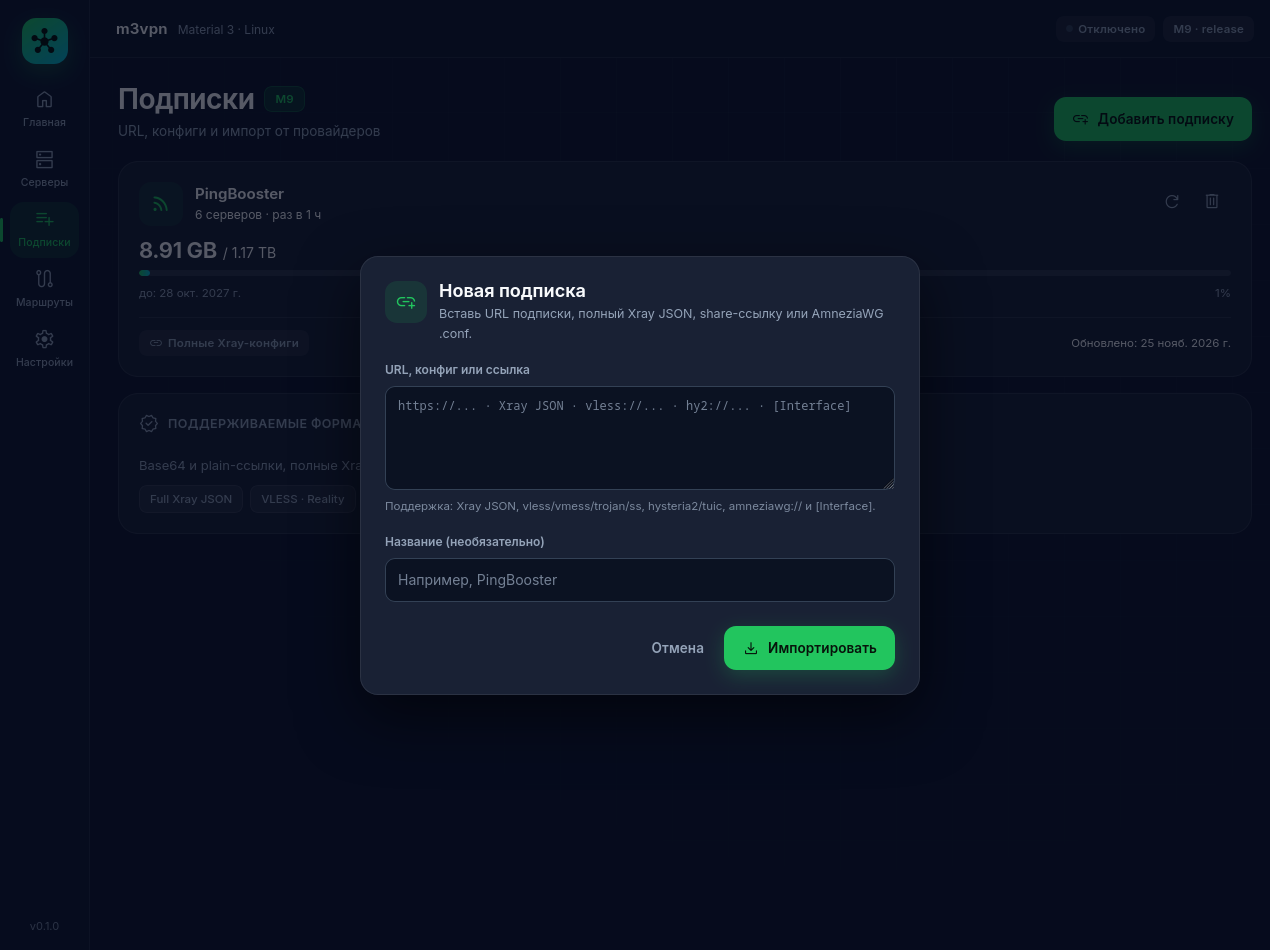 m3vpn Material 3 · Linux
Отключено
M9 · release
Главная
Серверы
Подписки
Маршруты
Настройки
v0.1.0
Подписки M9
URL, конфиги и импорт от провайдеров
Добавить подписку
PingBooster
6 серверов · раз в 1 ч
8.91 GB / 1.17 TB
до: 28 окт. 2027 г.
1%
Полные Xray-конфиги
Обновлено: 25 нояб. 2026 г.
ПОДДЕРЖИВАЕМЫЕ ФОРМА
Base64 и plain-ссылки, полные Xra
Full Xray JSON
VLESS · Reality
Новая подписка
Вставь URL подписки, полный Xray JSON, share-ссылку или AmneziaWG
.conf.
URL, конфиг или ссылка
https://... · Xray JSON · vless://... · hy2://... · [Interface]
Поддержка: Xray JSON, vless/vmess/trojan/ss, hysteria2/tuic, amneziawg:// и [Interface].
Название (необязательно)
Например, PingBooster
Отмена
Импортировать